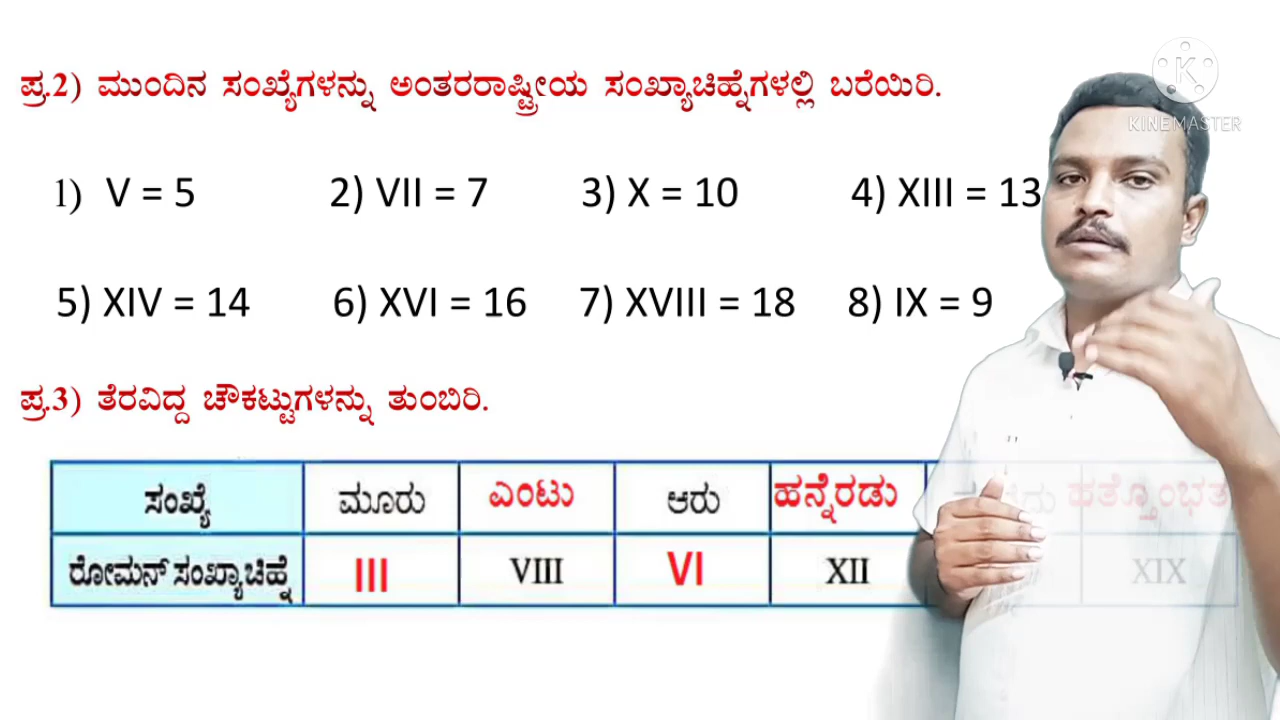 ಪ್ರ.2) ಮುಂದಿನ ಸಂಖ್ಯೆಗಳನ್ನು ಅಂತರರಾಷ್ಟ್ರೀಯ ಸಂಖ್ಯಾಚಿಹ್ನೆಗಳಲ್ಲಿ ಬರೆಯಿರಿ.
K
KINEMASTER
1) V = 5 2) VII = 7 3) X = 10 4) XIII = 13
5) XIV = 14 6) XVI = 16 7) XVIII = 18 8) IX = 9
ಪ್ರ.3) ತೆರವಿದ್ದ ಚೌಕಟ್ಟುಗಳನ್ನು ತುಂಬಿರಿ.
ಸಂಖ್ಯೆ ಮೂರು ಎಂಟು ಆರು ಹನ್ನೆರಡು ಹತ್ತೊಂಭತ
ರೋಮನ್ ಸಂಖ್ಯಾಚಿಹ್ನೆ III VIII VI XII XIX